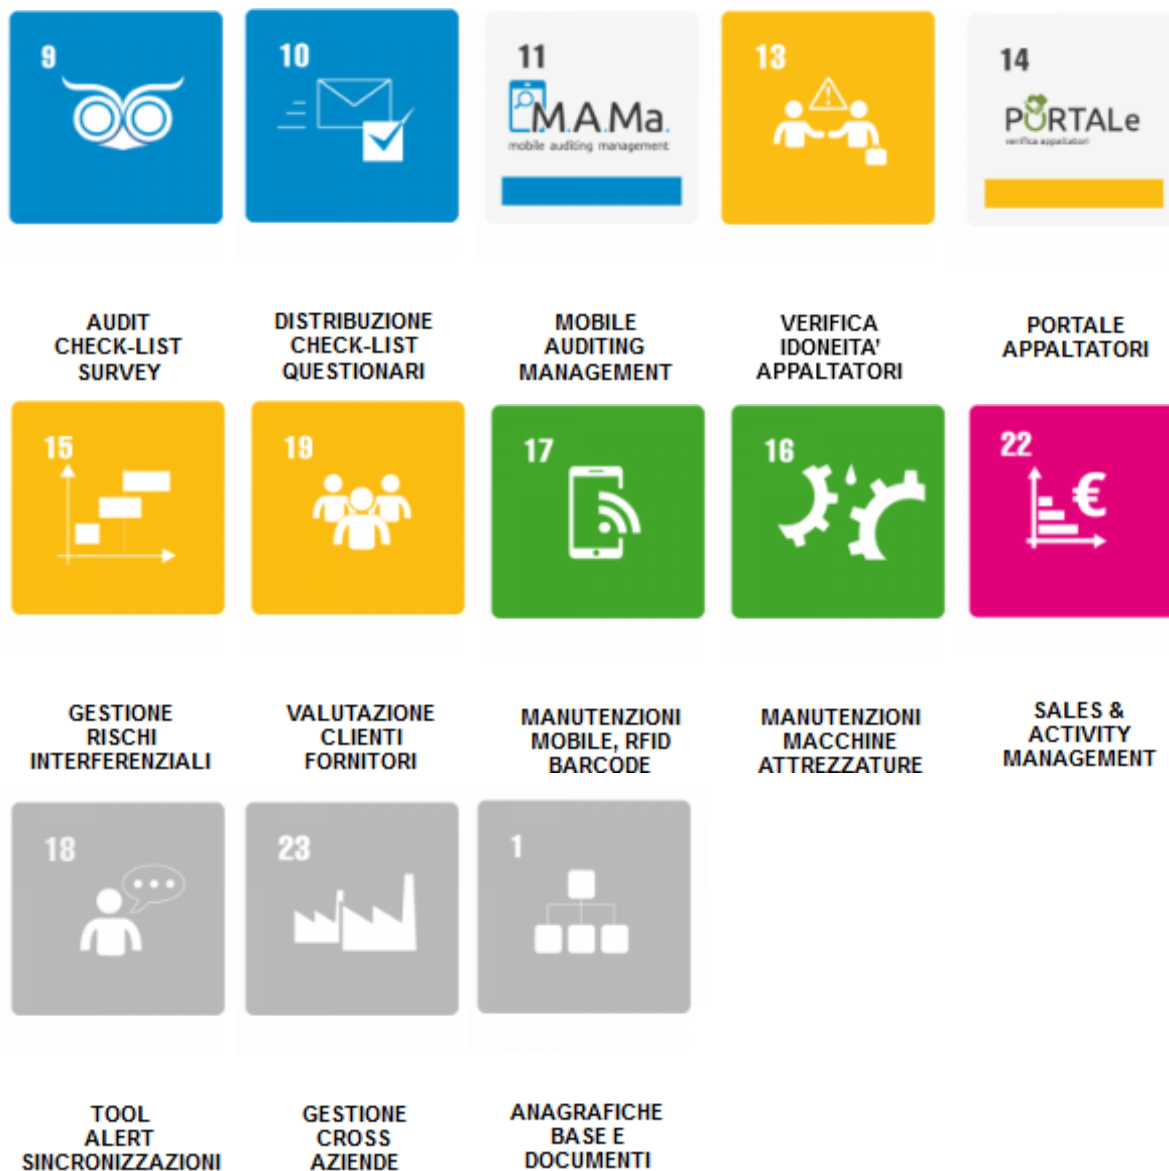 9
10
11
M.A.Ma.
mobile auditing management
13
14
PORTALe
verifica appaltatori
AUDIT
CHECK-LIST
SURVEY
DISTRIBUZIONE
CHECK-LIST
QUESTIONARI
MOBILE
AUDITING
MANAGEMENT
VERIFICA
IDONEITA'
APPALTATORI
PORTALE
APPALTATORI
15
19
17
16
22
€
GESTIONE
RISCHI
INTERFERENZIALI
VALUTAZIONE
CLIENTI
FORNITORI
MANUTENZIONI
MOBILE, RFID
BARCODE
MANUTENZIONI
MACCHINE
ATTREZZATURE
SALES &
ACTIVITY
MANAGEMENT
18
23
1
TOOL
ALERT
SINCRONIZZAZIONI
GESTIONE
CROSS
AZIENDE
ANAGRAFICHE
BASE E
DOCUMENTI